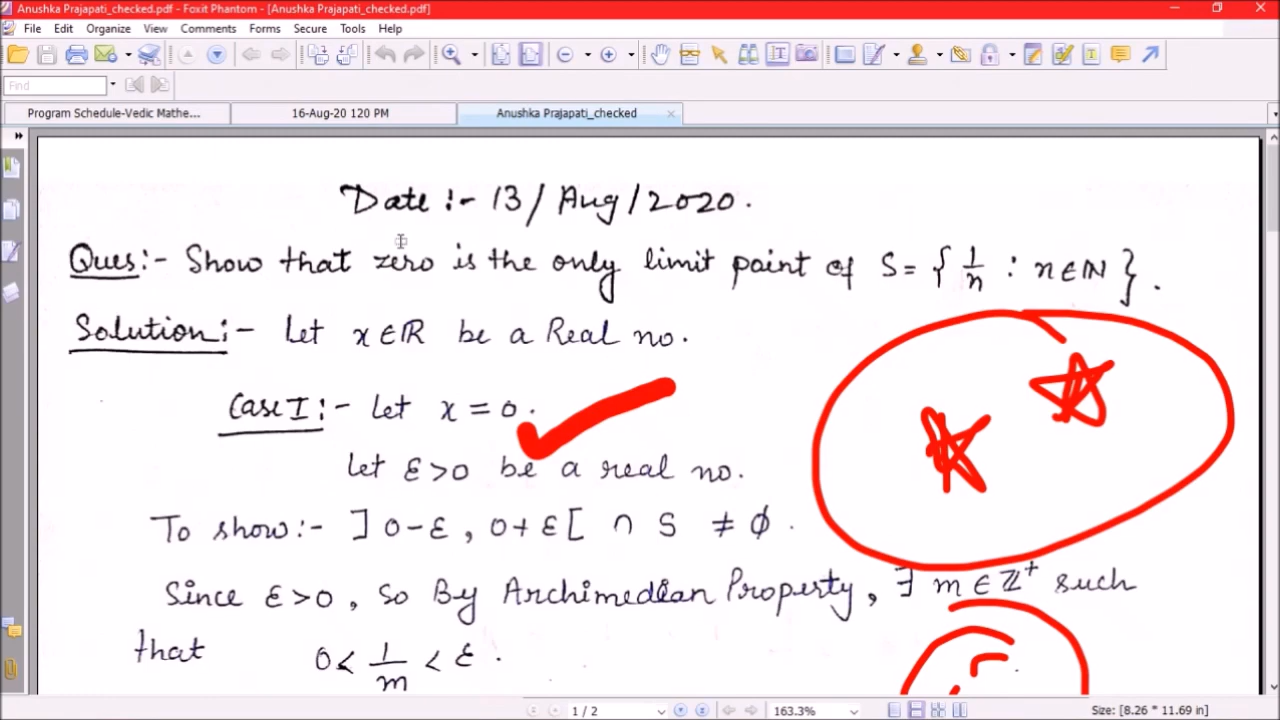 Anushka Prajapati_checked.pdf - Foxit Phantom - [Anushka Prajapati_checked.pdf]
File Edit Organize View Comments Forms Secure Tools Help
Find
Program Schedule-Vedic Mathe... 16-Aug-20 120 PM Anushka Prajapati_checked
Date :- 13/Aug/2020.
Ques:- Show that zero is the only limit point of S = { 1/n : n ∈ ℕ }.
Solution:- Let x ∈ ℝ be a Real no.
Case I:- Let x = 0.
Let ε > 0 be a real no.
To show:- ] 0 - ε, 0 + ε [ ∩ S ≠ ϕ.
Since ε > 0, So By Archimedian Property, ∃ m ∈ ℤ⁺ such
that 0 < 1/m < ε.
1 / 2 163.3% Size: [8.26 * 11.69 in]